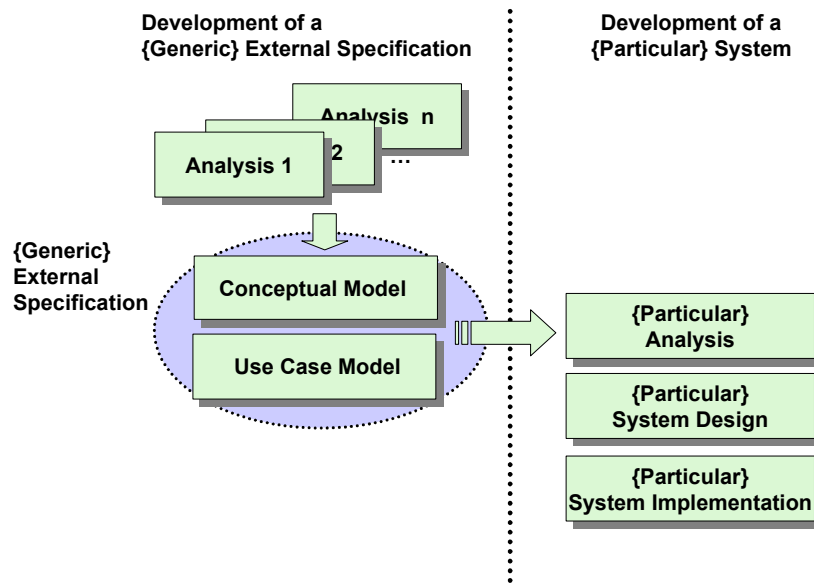 Development of a
{Generic} External Specification
Development of a
{Particular} System
Analysis n
2
...
Analysis 1
{Generic}
External
Specification
Conceptual Model
Use Case Model
{Particular}
Analysis
{Particular}
System Design
{Particular}
System Implementation